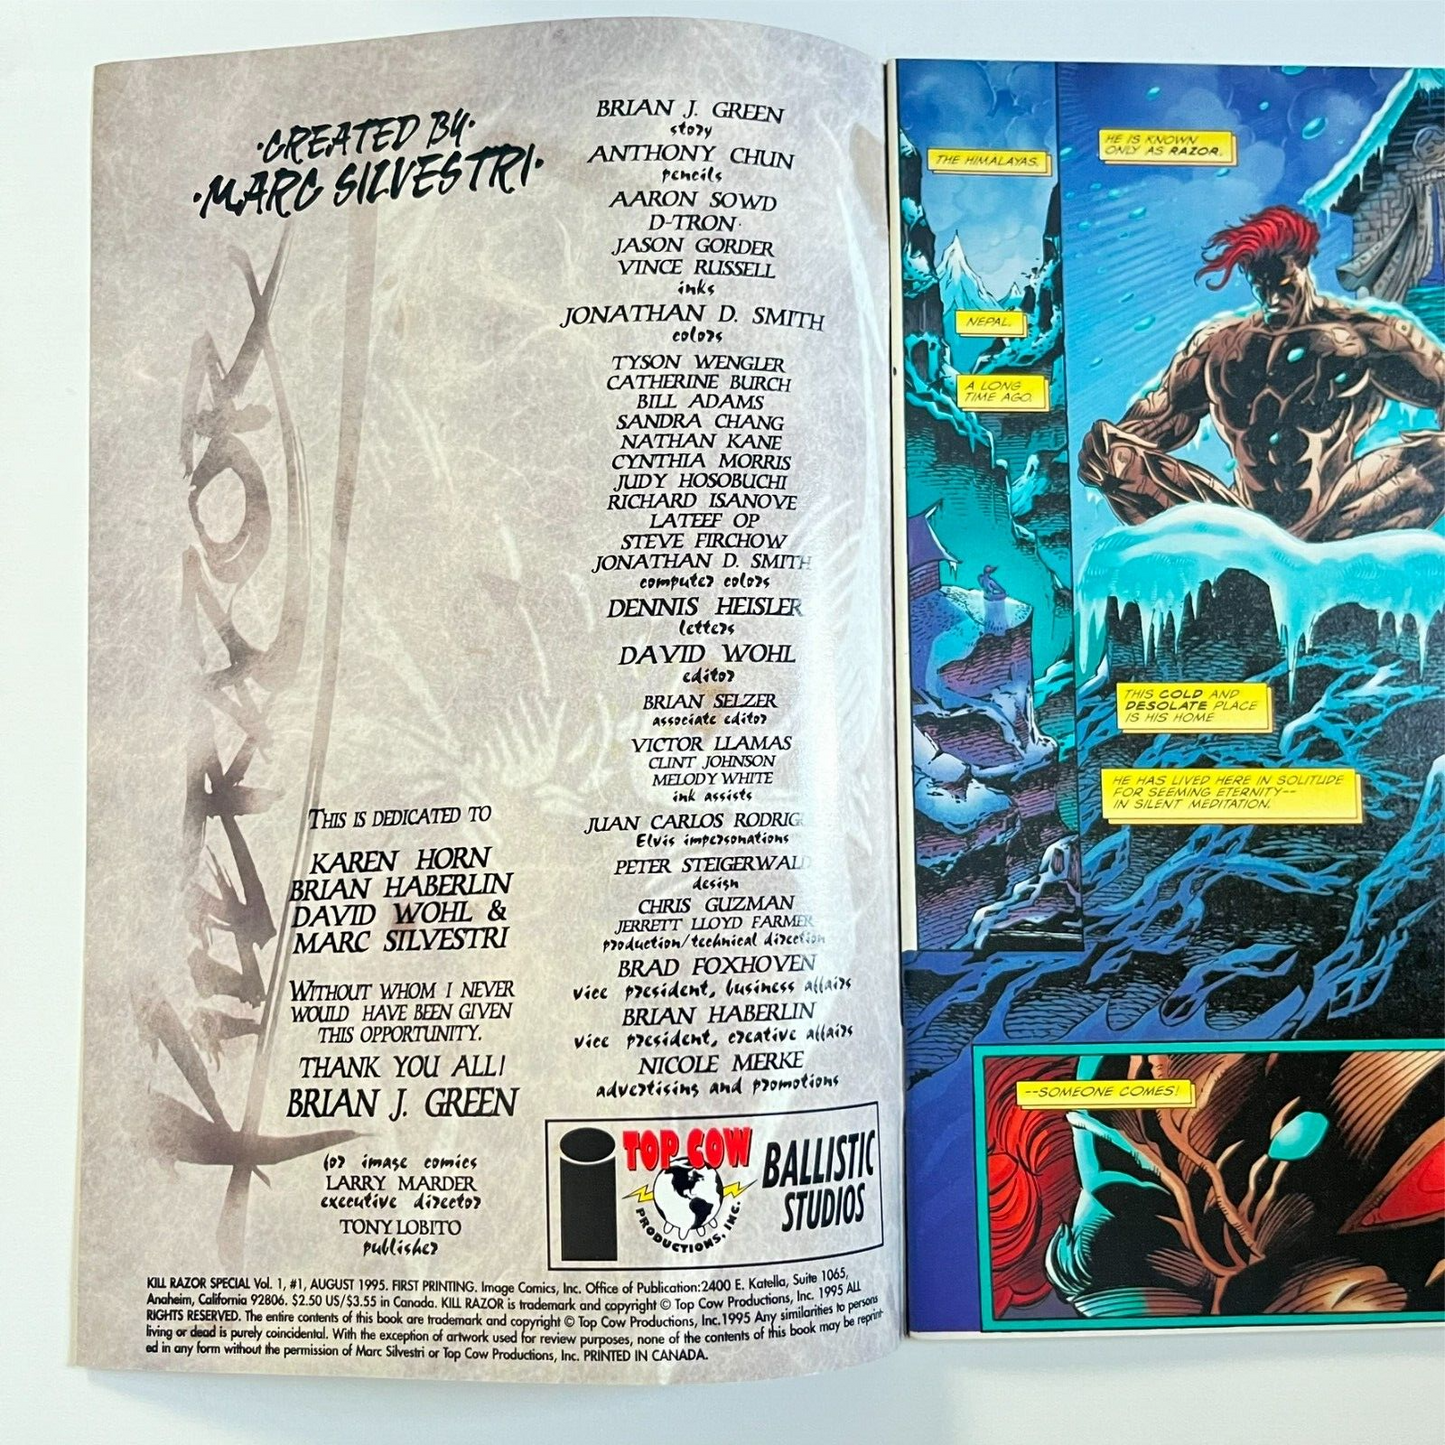 ·CREATED BY·
·MARC SILVESTRI·
KILLRAZOR
THIS IS DEDICATED TO
KAREN HORN
BRIAN HABERLIN
DAVID WOHL &
MARC SILVESTRI
WITHOUT WHOM I NEVER
WOULD HAVE BEEN GIVEN
THIS OPPORTUNITY.
THANK YOU ALL!
BRIAN J. GREEN
for image comics
LARRY MARDER
executive director
TONY LOBITO
publisher
BRIAN J. GREEN
story
ANTHONY CHUN
pencils
AARON SOWD
D-TRON
JASON GORDER
VINCE RUSSELL
inks
JONATHAN D. SMITH
colors
TYSON WENGLER
CATHERINE BURCH
BILL ADAMS
SANDRA CHANG
NATHAN KANE
CYNTHIA MORRIS
JUDY HOSOBUCHI
RICHARD ISANOVE
LATEEF OP
STEVE FIRCHOW
JONATHAN D. SMITH
computer colors
DENNIS HEISLER
letters
DAVID WOHL
editor
BRIAN SELZER
associate editor
VICTOR LLAMAS
CLINT JOHNSON
MELODY WHITE
ink assists
JUAN CARLOS RODRIG
Elvis impersonations
PETER STEIGERWALD
design
CHRIS GUZMAN
JERRETT LLOYD FARMER
production/technical direction
BRAD FOXHOVEN
vice president, business affairs
BRIAN HABERLIN
vice president, creative affairs
NICOLE MERKE
advertising and promotions
i
TOP COW
PRODUCTIONS, INC.
BALLISTIC
STUDIOS
KILL RAZOR SPECIAL Vol. 1, #1, AUGUST 1995. FIRST PRINTING. Image Comics, Inc. Office of Publication:2400 E. Katella, Suite 1065,
Anaheim, California 92806. $2.50 US/$3.55 in Canada. KILL RAZOR is trademark and copyright © Top Cow Productions, Inc. 1995 ALL
RIGHTS RESERVED. The entire contents of this book are trademark and copyright © Top Cow Productions, Inc.1995 Any similarities to persons
living or dead is purely coincidental. With the exception of artwork used for review purposes, none of the contents of this book may be reprint-
ed in any form without the permission of Marc Silvestri or Top Cow Productions, Inc. PRINTED IN CANADA.
THE HIMALAYAS.
NEPAL.
A LONG
TIME AGO.
HE IS KNOWN
ONLY AS RAZOR.
THIS COLD AND
DESOLATE PLACE
IS HIS HOME
HE HAS LIVED HERE IN SOLITUDE
FOR SEEMING ETERNITY--
IN SILENT MEDITATION.
--SOMEONE COMES!